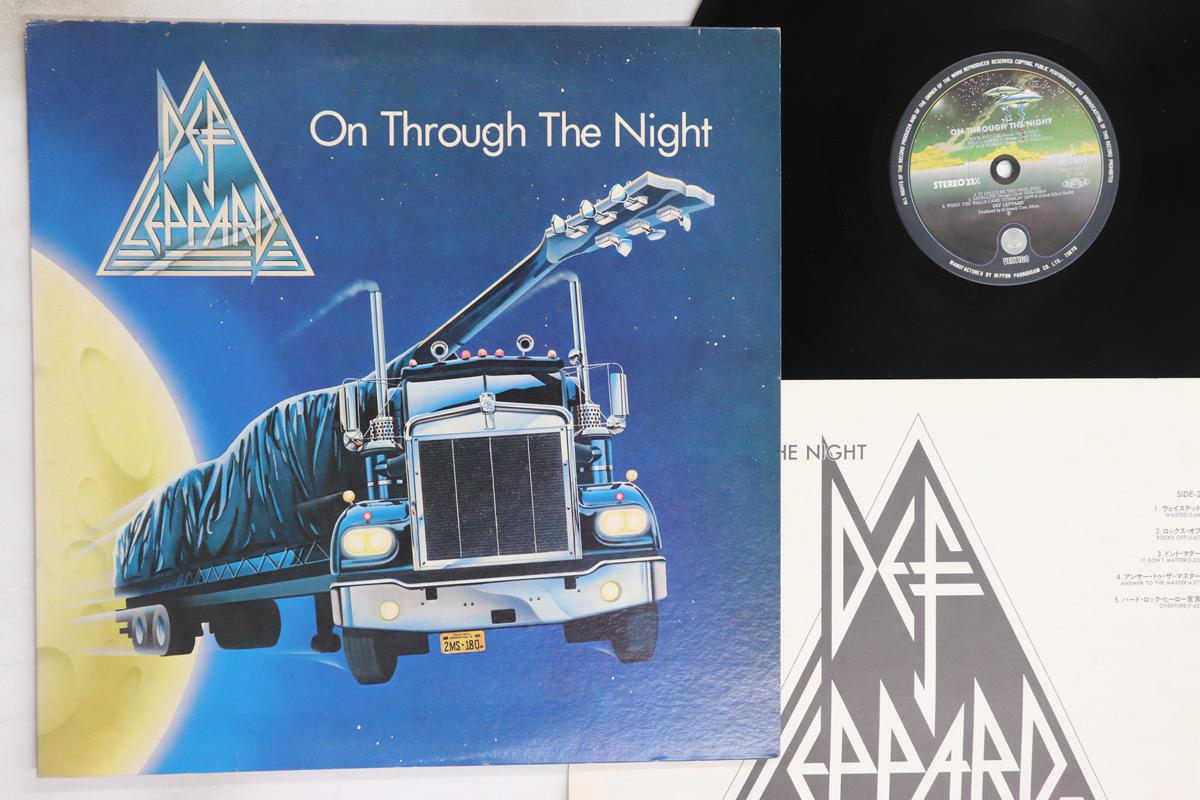 DEF
LEPPARD
On Through The Night
2MS-180
ALL RIGHTS OF THE RECORD PRODUCER AND OF THE OWNER OF THE WORK REPRODUCED RESERVED. COPYING, PUBLIC PERFORMANCE AND BROADCASTING OF THIS RECORD PROHIBITED
ON THROUGH THE NIGHT
STEREO 33⅓
DEF LEPPARD
VERTIGO
MANUFACTURED BY NIPPON PHONOGRAM CO. LTD., TOKYO
HE NIGHT
DEF
LEPPARD
SIDE-2
1. ウェイステッド
WASTED
2. ロックス・オフ
ROCKS OFF
3. ドント・マター
IT DON'T MATTER
4. アンサー・トゥ・ザ・マスター
ANSWER TO THE MASTER
5. ハード・ロック・ヒーロー宣言
OVERTURE